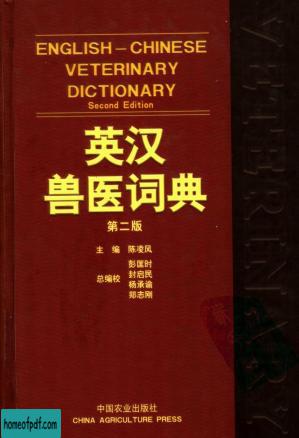 ENGLISH — CHINESE
VETERINARY
DICTIONARY
Second Edition
英汉
兽医词典
第二版
主 编 陈凌风
总编校 彭匡时
封启民
杨承谕
郑志刚
中国农业出版社
CHINA AGRICULTURE PRESS
VETERINARY
homeofpdf.com